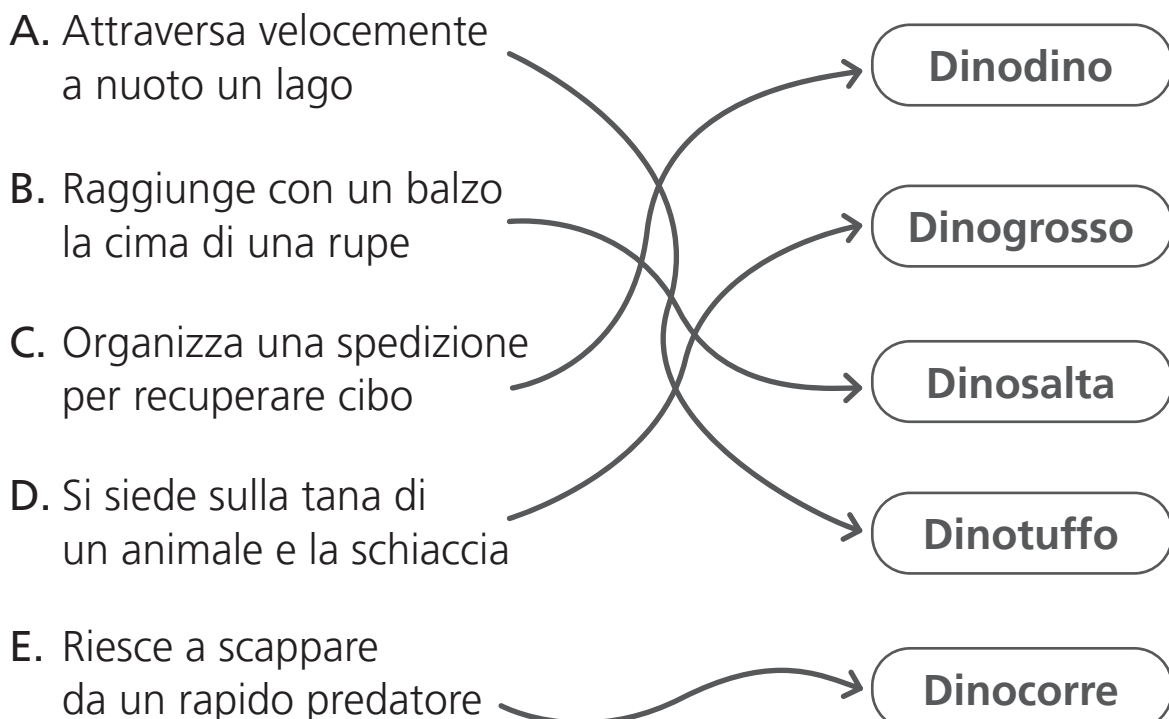 A. Attraversa velocemente
a nuoto un lago
B. Raggiunge con un balzo
la cima di una rupe
C. Organizza una spedizione
per recuperare cibo
D. Si siede sulla tana di
un animale e la schiaccia
E. Riesce a scappare
da un rapido predatore
Dinodino
Dinogrosso
Dinosalta
Dinotuffo
Dinocorre